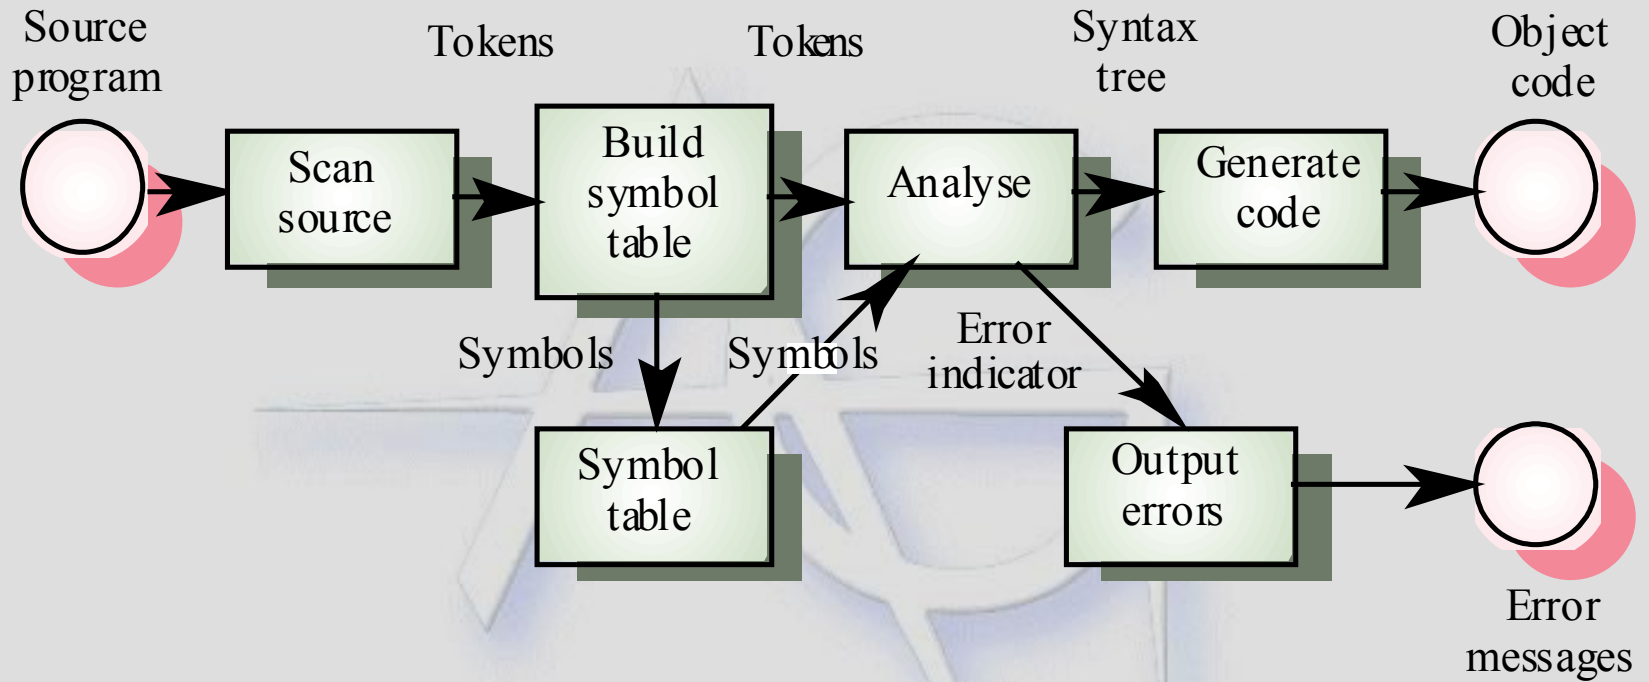 Source
program
Tokens
Tokens
Syntax
tree
Object
code
Scan
source
Build
symbol
table
Analyse
Generate
code
Symbols
Symbols
Error
indicator
Symbol
table
Output
errors
Error
messages